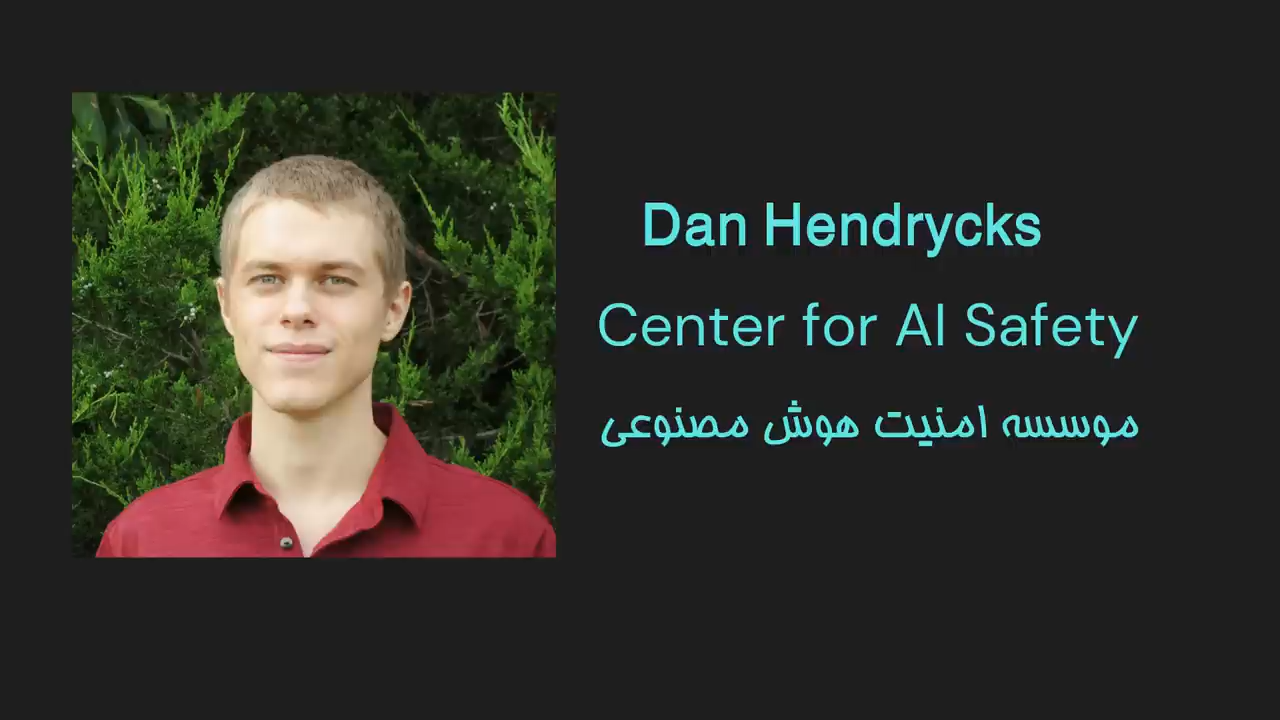 Dan Hendrycks
Center for AI Safety
موسسه امنیت هوش مصنوعی